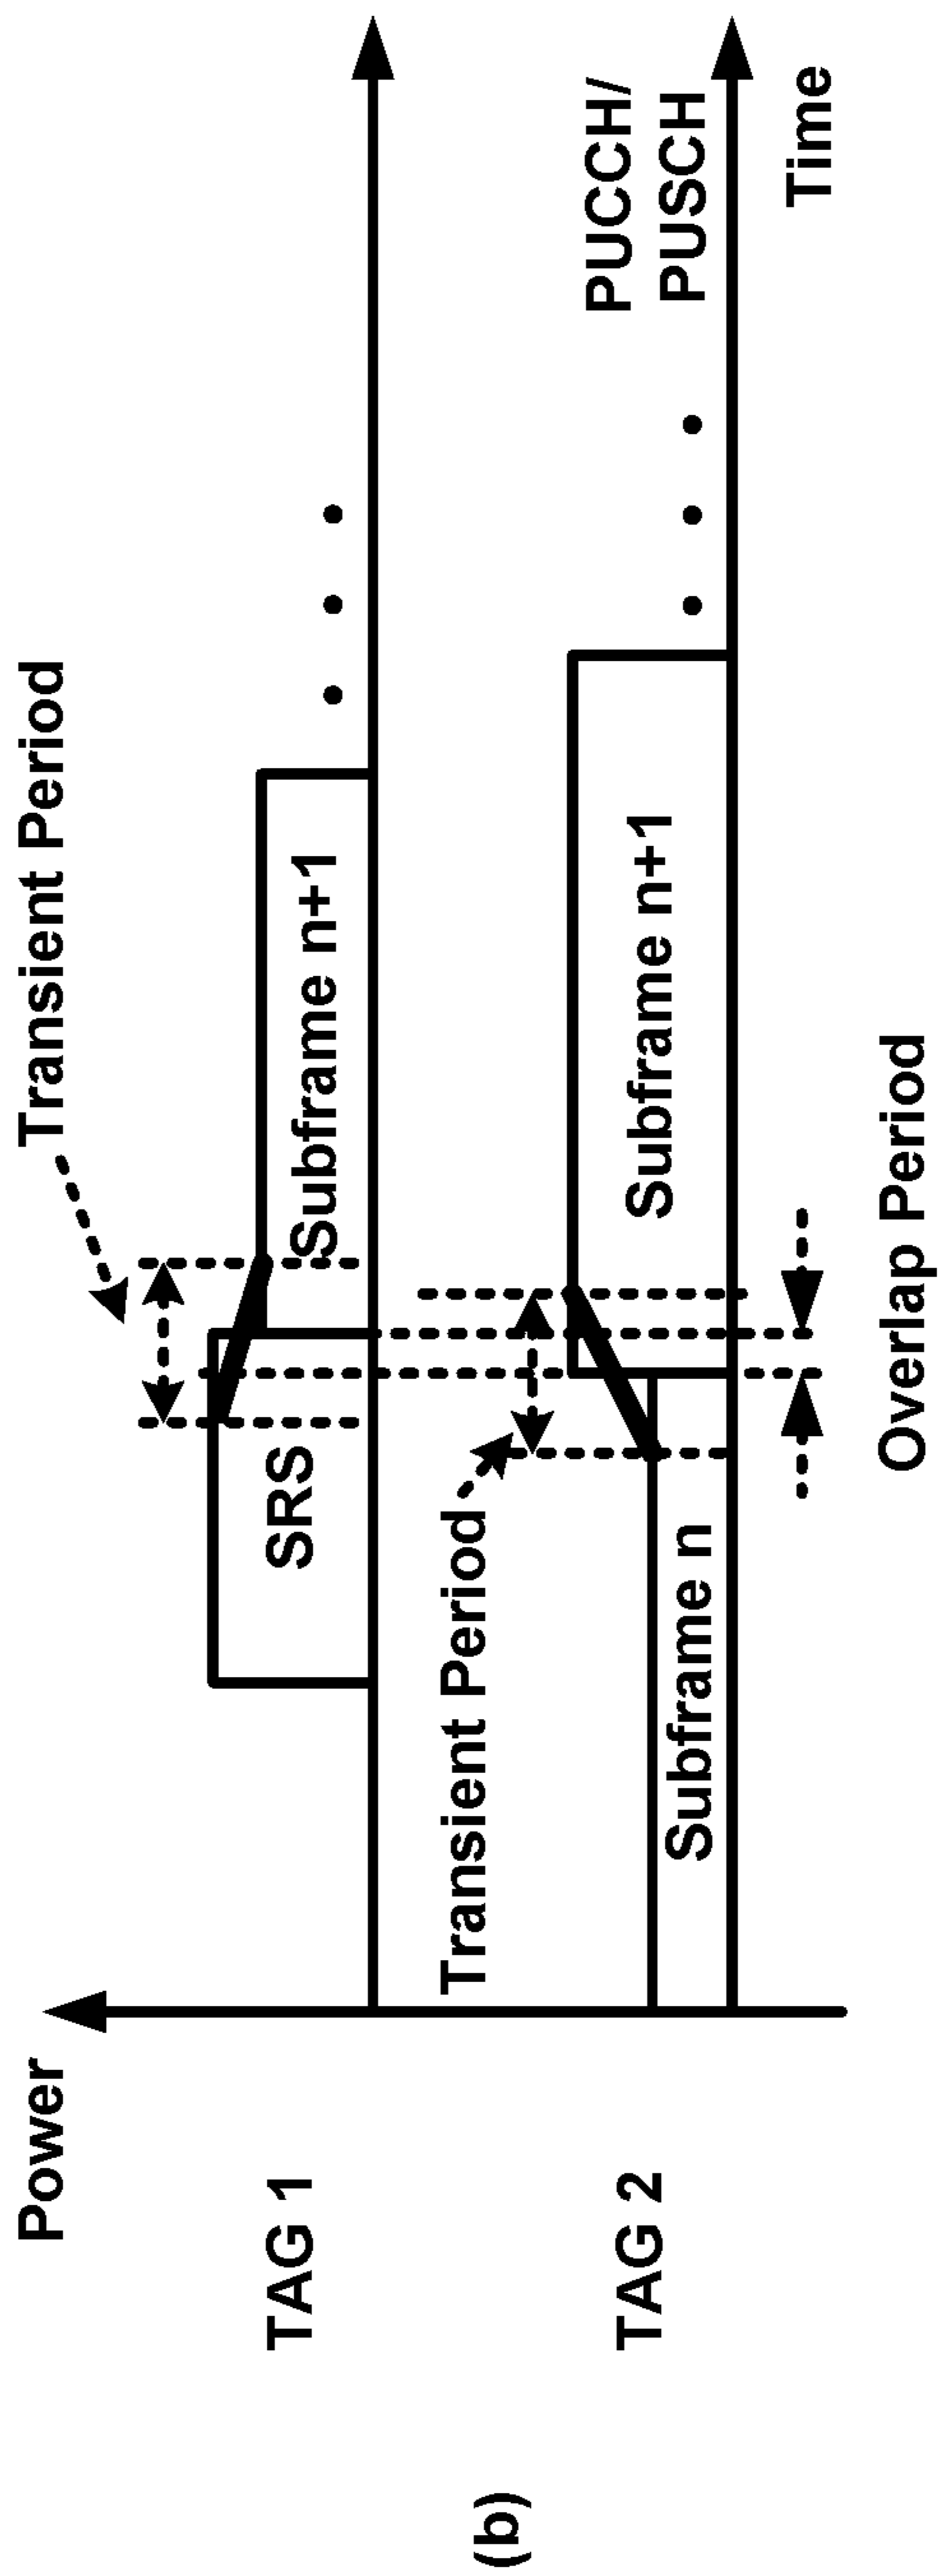 Power
Transient Period
TAG 1
SRS
Subframe n+1
Transient Period
PUCCH/
PUSCH
TAG 2
Subframe n
Subframe n+1
Time
Overlap Period
(b)